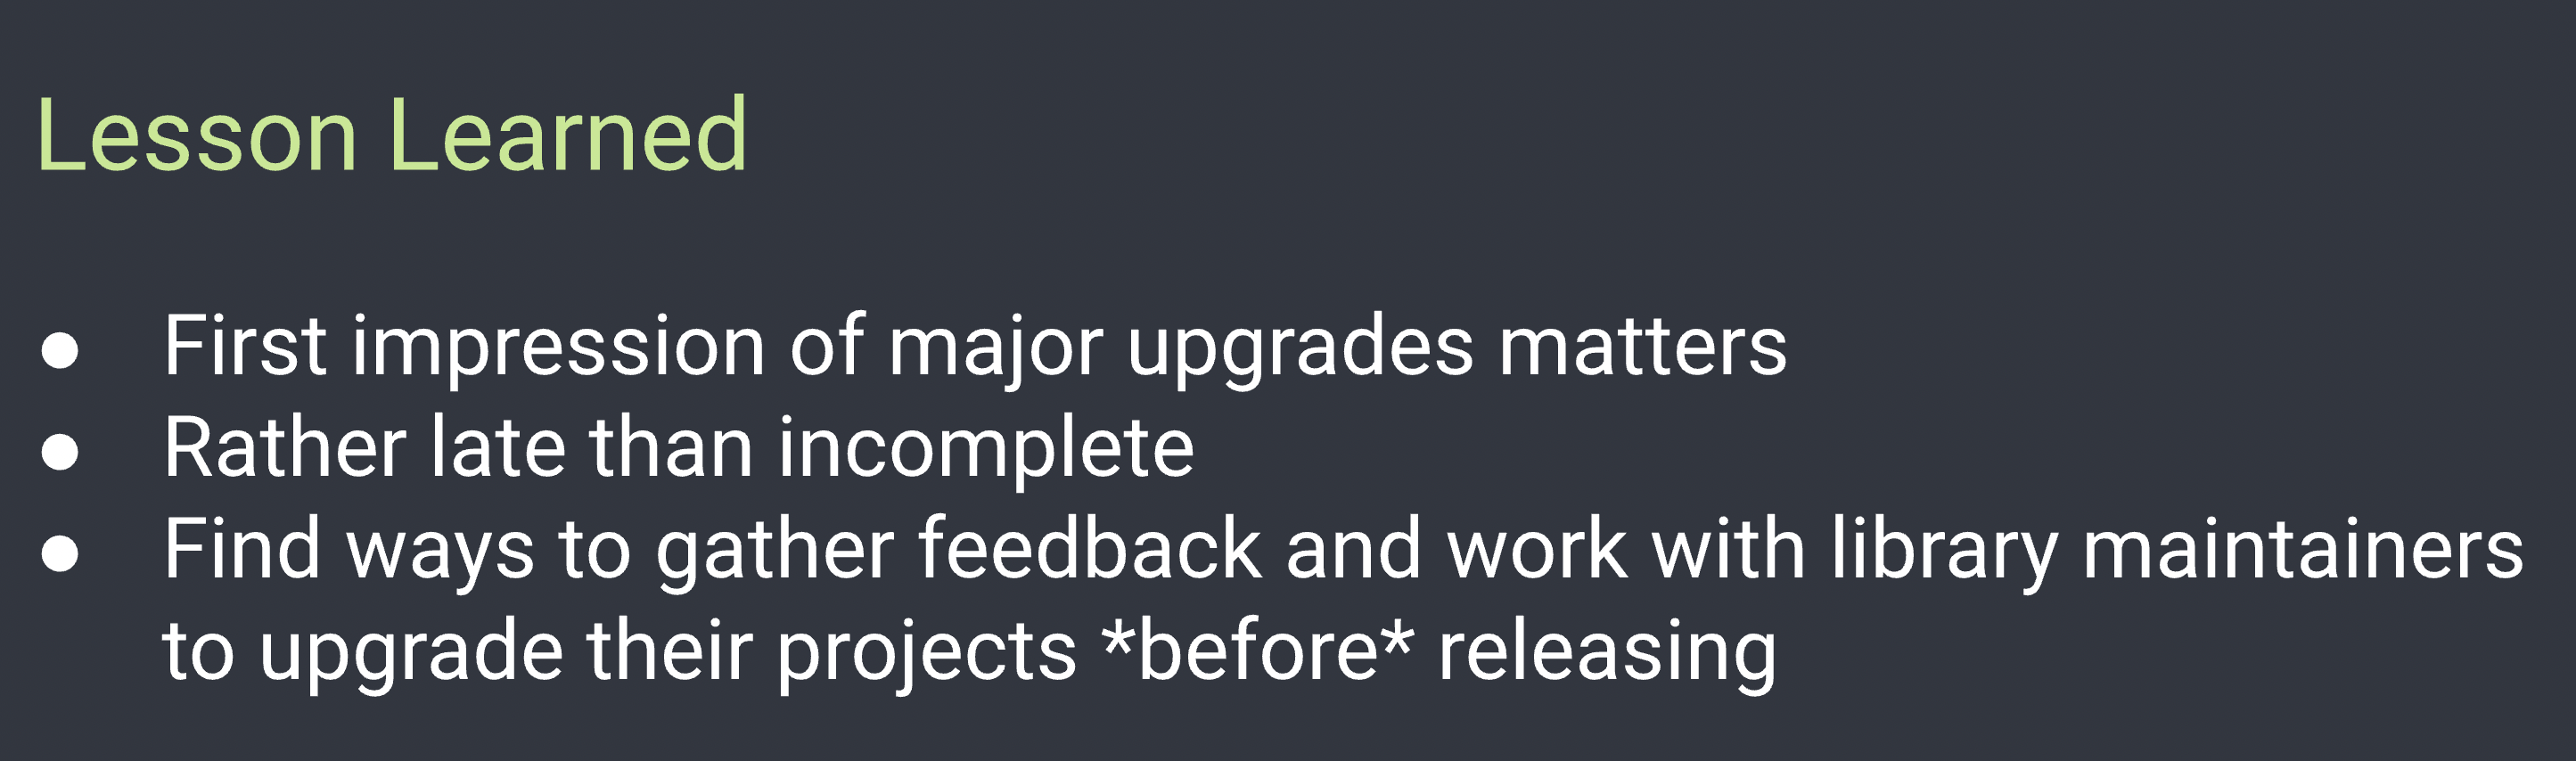 Lesson Learned
● First impression of major upgrades matters
● Rather late than incomplete
● Find ways to gather feedback and work with library maintainers
to upgrade their projects *before* releasing